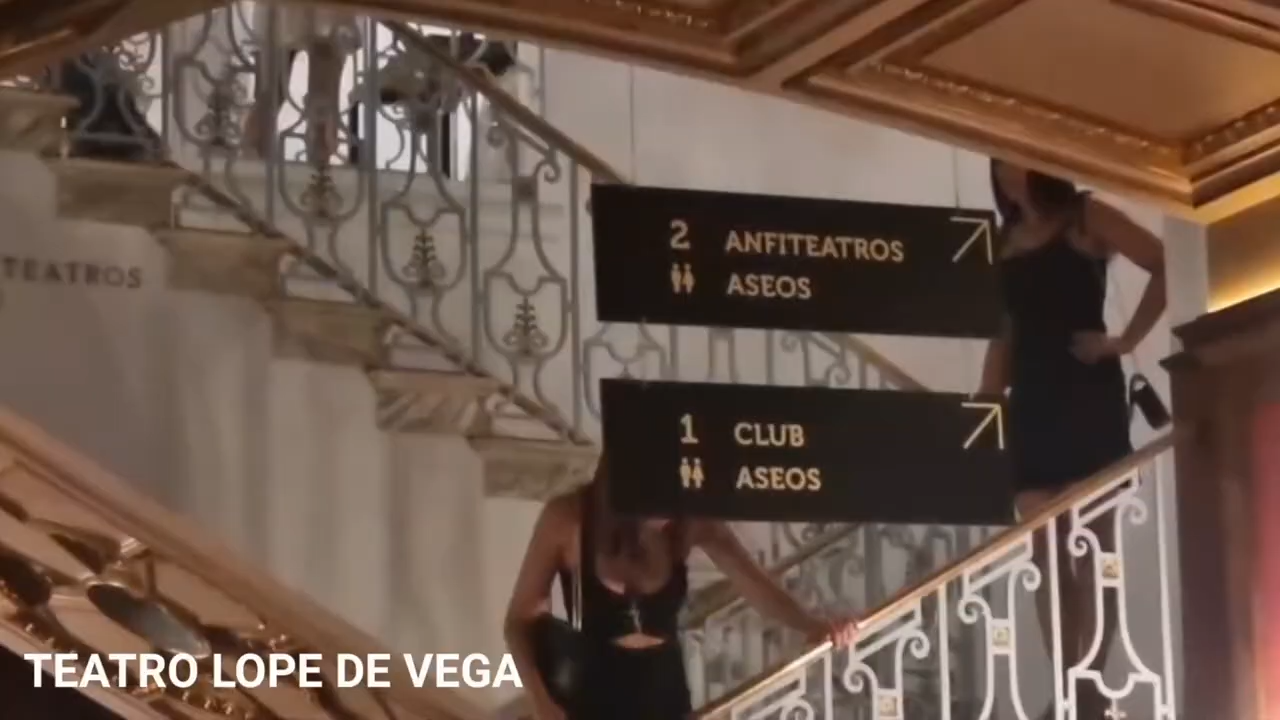 2 ANFITEATROS
ASEOS
TEATROS
1 CLUB
ASEOS
TEATRO LOPE DE VEGA